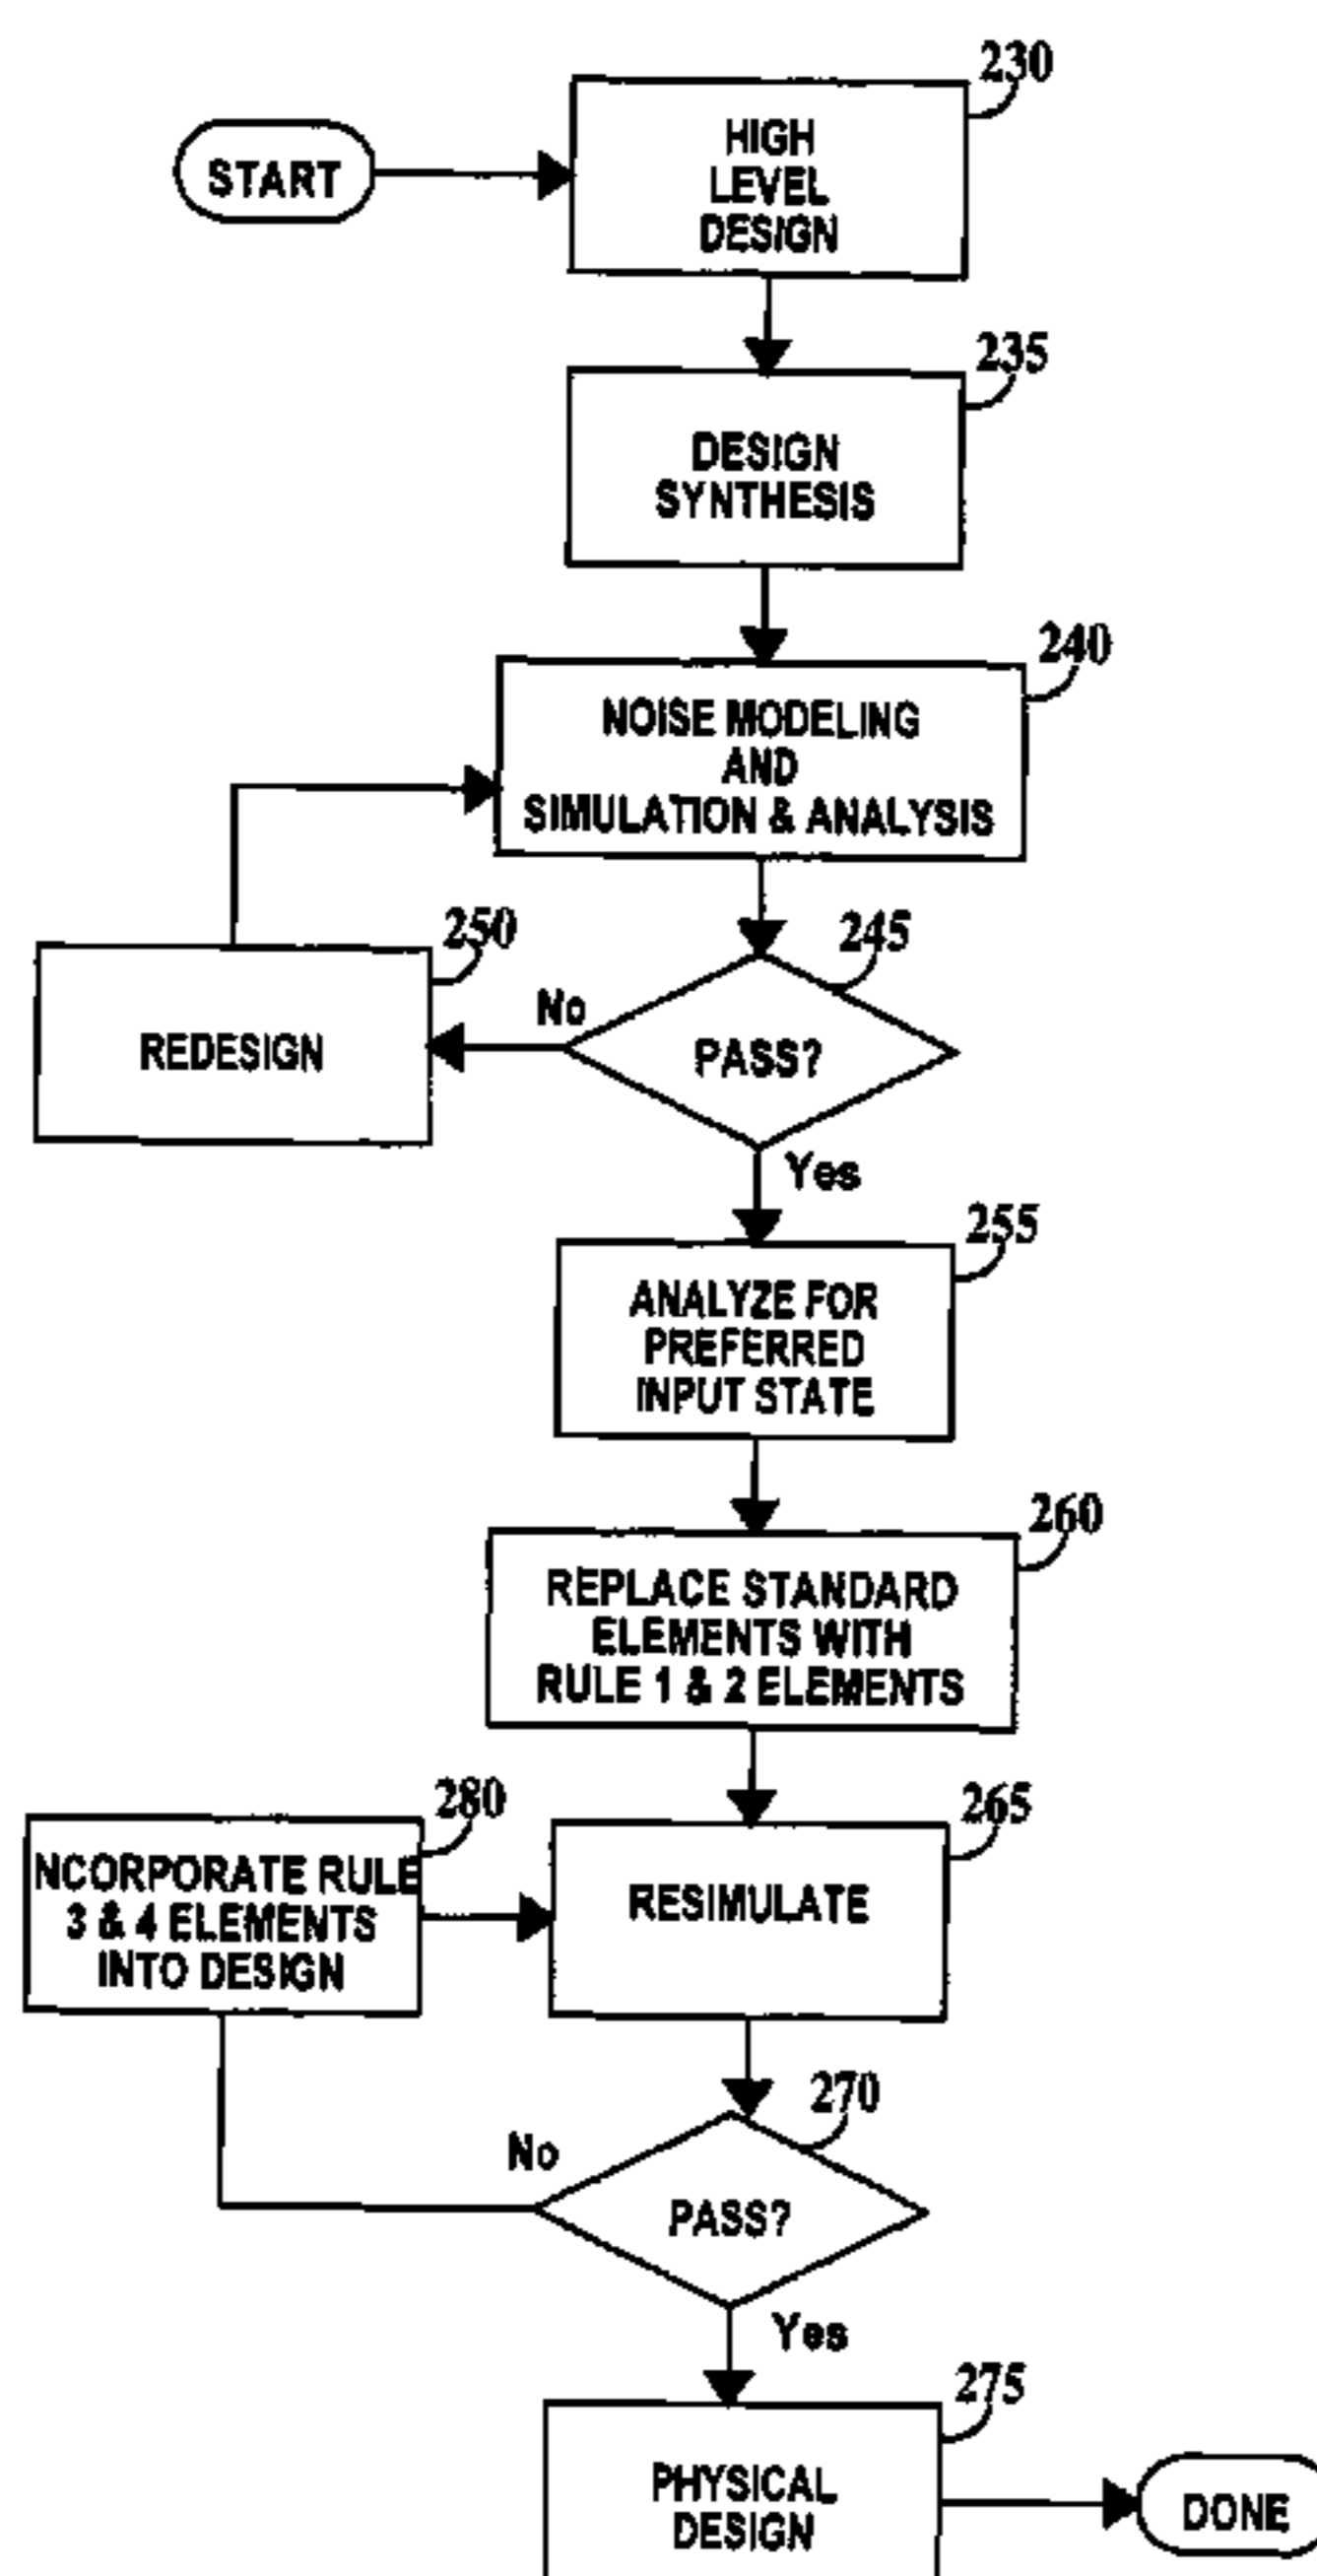 230
START
HIGH
LEVEL
DESIGN
235
DESIGN
SYNTHESIS
240
NOISE MODELING
AND
SIMULATION & ANALYSIS
250
245
No
REDESIGN
PASS?
Yes
255
ANALYZE FOR
PREFERRED
INPUT STATE
260
REPLACE STANDARD
ELEMENTS WITH
RULE 1 & 2 ELEMENTS
280
265
NCORPORATE RULE
3 & 4 ELEMENTS
INTO DESIGN
RESIMULATE
270
No
PASS?
Yes
275
PHYSICAL
DESIGN
DONE